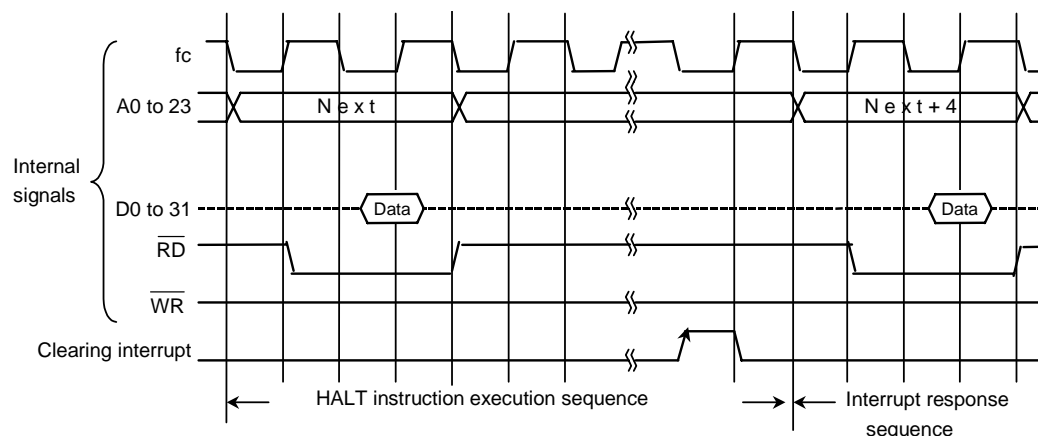 fc
A0 to 23
Next
Next + 4
Internal
signals
D0 to 31
Data
Data
RD
WR
Clearing interrupt
HALT instruction execution sequence
Interrupt response
sequence